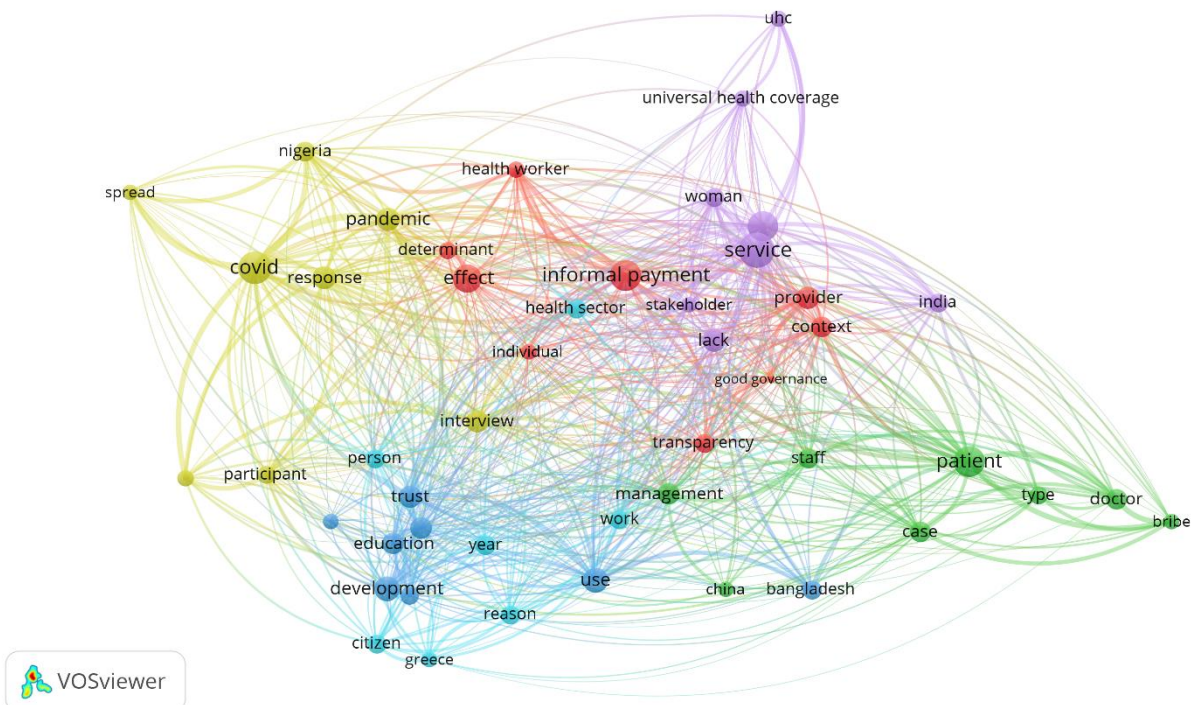 uhc
universal health coverage
nigeria
health worker
spread
woman
pandemic
determinant
service
covid
response
effect
informal payment
health sector
stakeholder
provider
india
context
lack
individual
good governance
interview
transparency
person
participant
staff
patient
trust
management
type
doctor
work
bribe
education
year
case
development
use
china
bangladesh
reason
citizen
greece
VOSviewer